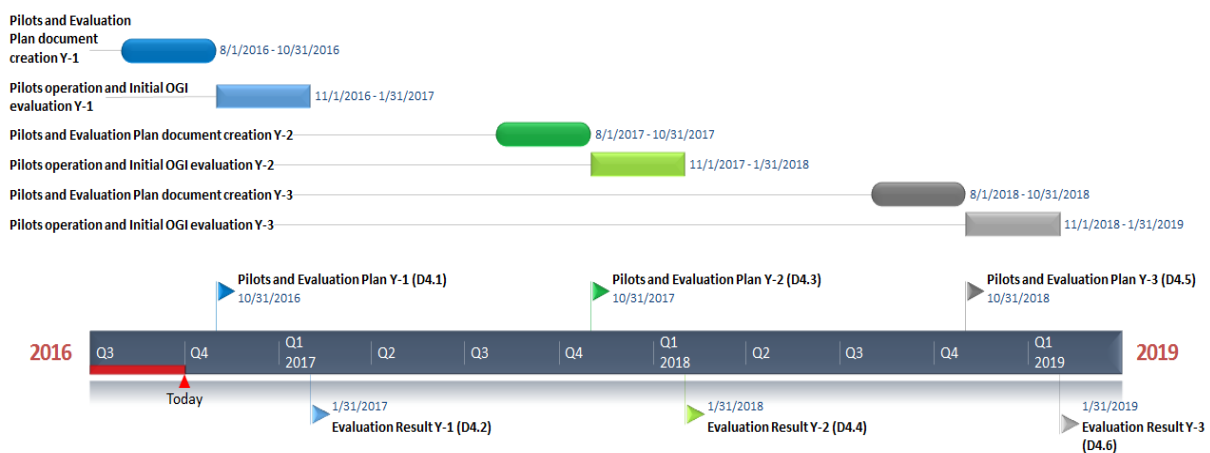 Pilots and Evaluation
Plan document
creation Y-1
8/1/2016 - 10/31/2016
Pilots operation and Initial OGI
evaluation Y-1
11/1/2016 - 1/31/2017
Pilots and Evaluation Plan document creation Y-2
8/1/2017 - 10/31/2017
Pilots operation and Initial OGI evaluation Y-2
11/1/2017 - 1/31/2018
Pilots and Evaluation Plan document creation Y-3
8/1/2018 - 10/31/2018
Pilots operation and Initial OGI evaluation Y-3
11/1/2018 - 1/31/2019
Pilots and Evaluation Plan Y-1 (D4.1)
10/31/2016
Pilots and Evaluation Plan Y-2 (D4.3)
10/31/2017
Pilots and Evaluation Plan Y-3 (D4.5)
10/31/2018
2016
Q3
Q4
Q1
2017
Q2
Q3
Q4
Q1
2018
Q2
Q3
Q4
Q1
2019
2019
Today
1/31/2017
Evaluation Result Y-1 (D4.2)
1/31/2018
Evaluation Result Y-2 (D4.4)
1/31/2019
Evaluation Result Y-3
(D4.6)